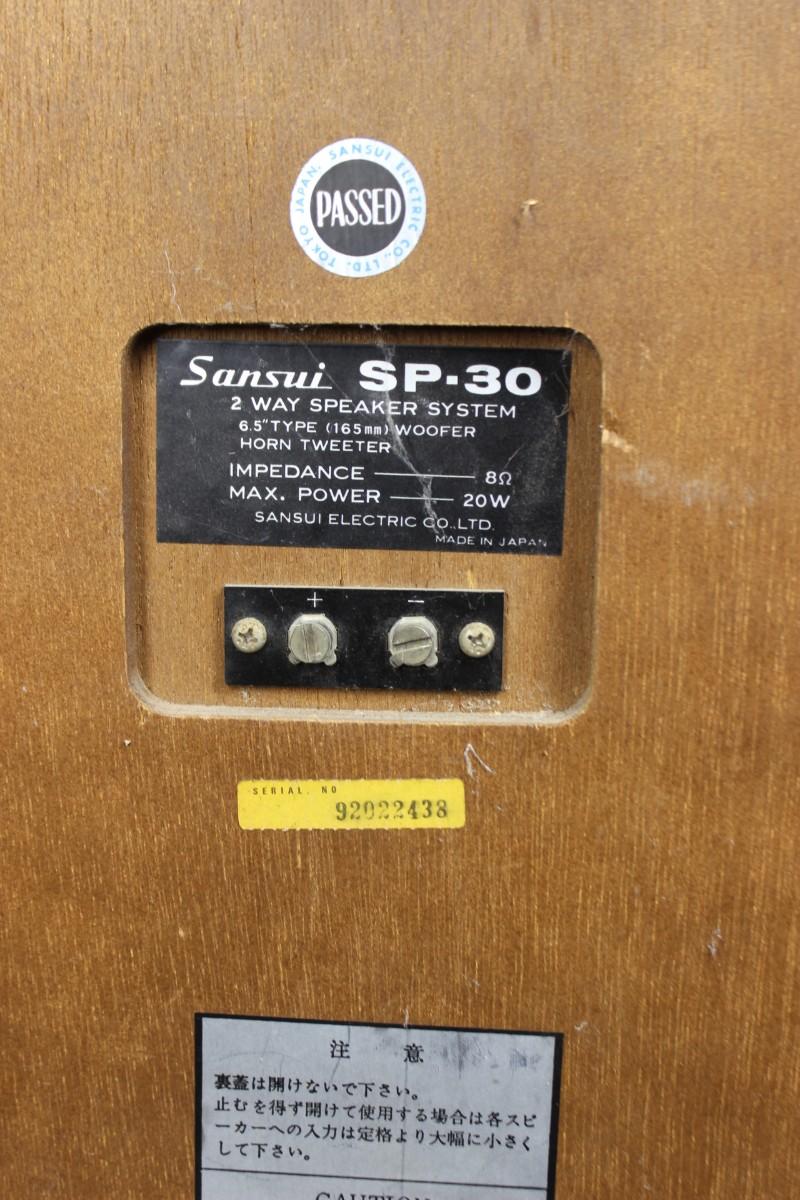 TOKYO JAPAN. SANSUI ELECTRIC CO., LTD.
PASSED
Sansui SP-30
2 WAY SPEAKER SYSTEM
6.5"TYPE (165mm) WOOFER
HORN TWEETER
IMPEDANCE 8Ω
MAX. POWER 20W
SANSUI ELECTRIC CO.,LTD.
MADE IN JAPAN
+ −
SERIAL. NO
92022438
注 意
裏蓋は開けないで下さい。
止むを得ず開けて使用する場合は各スピ
ーカーへの入力は定格より大幅に小さく
して下さい。
CAUTION